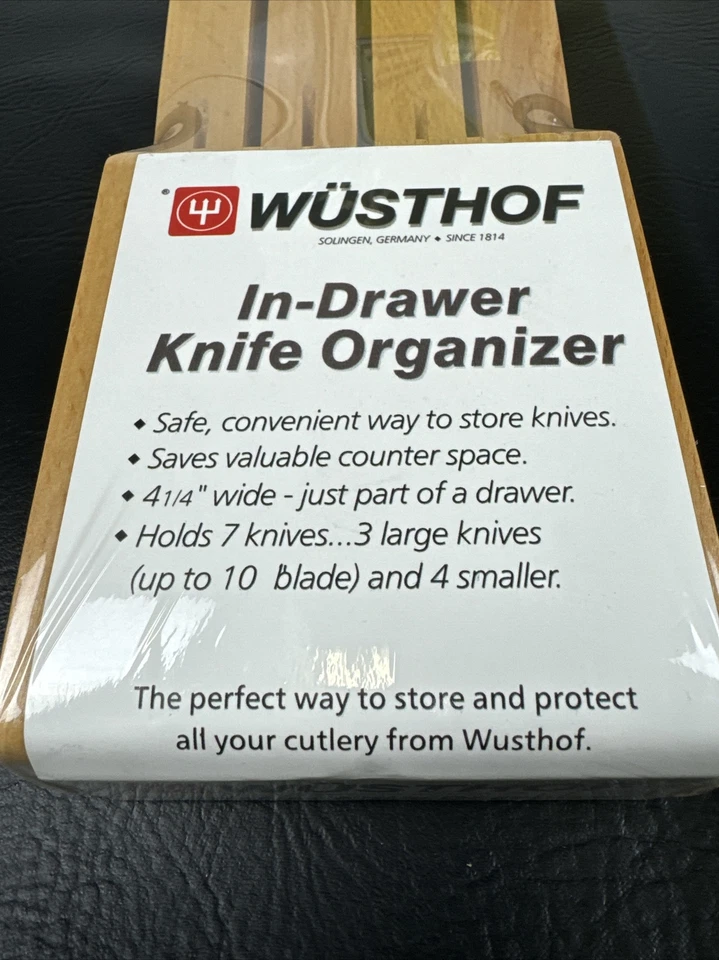 ® WÜSTHOF
SOLINGEN, GERMANY ◆ SINCE 1814
In-Drawer
Knife Organizer
◆ Safe, convenient way to store knives.
◆ Saves valuable counter space.
◆ 4 1/4" wide - just part of a drawer.
◆ Holds 7 knives...3 large knives
(up to 10 blade) and 4 smaller.
The perfect way to store and protect
all your cutlery from Wusthof.